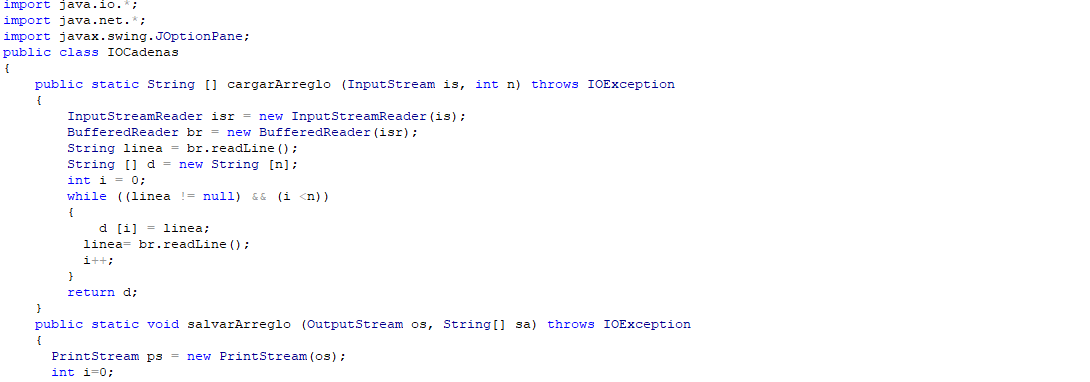 import java.io.*;
import java.net.*;
import javax.swing.JOptionPane;
public class IOCadenas
{
    public static String [] cargarArreglo (InputStream is, int n) throws IOException
    {
        InputStreamReader isr = new InputStreamReader(is);
        BufferedReader br = new BufferedReader(isr);
        String linea = br.readLine();
        String [] d = new String [n];
        int i = 0;
        while ((linea != null) && (i <n))
        {
            d [i] = linea;
          linea= br.readLine();
          i++;
        }
        return d;
    }
    public static void salvarArreglo (OutputStream os, String[] sa) throws IOException
    {
      PrintStream ps = new PrintStream(os);
      int i=0;